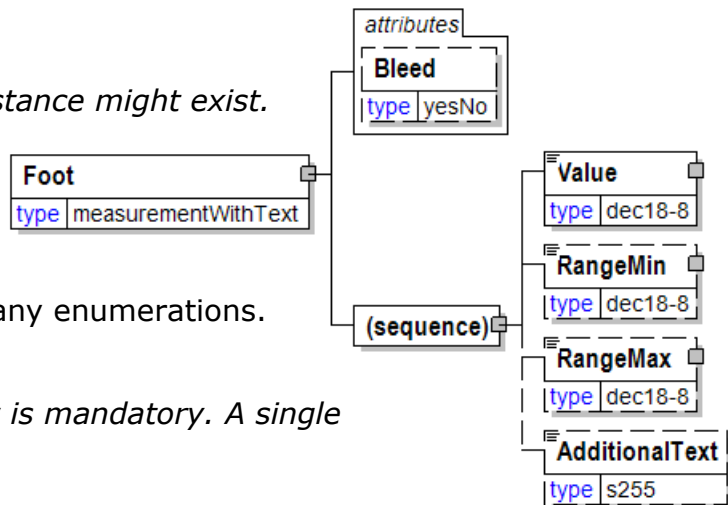 attributes
Bleed
type yesNo
stance might exist.
Foot
type measurementWithText
Value
type dec18-8
RangeMin
type dec18-8
any enumerations.
(sequence)
RangeMax
type dec18-8
is mandatory. A single
AdditionalText
type s255